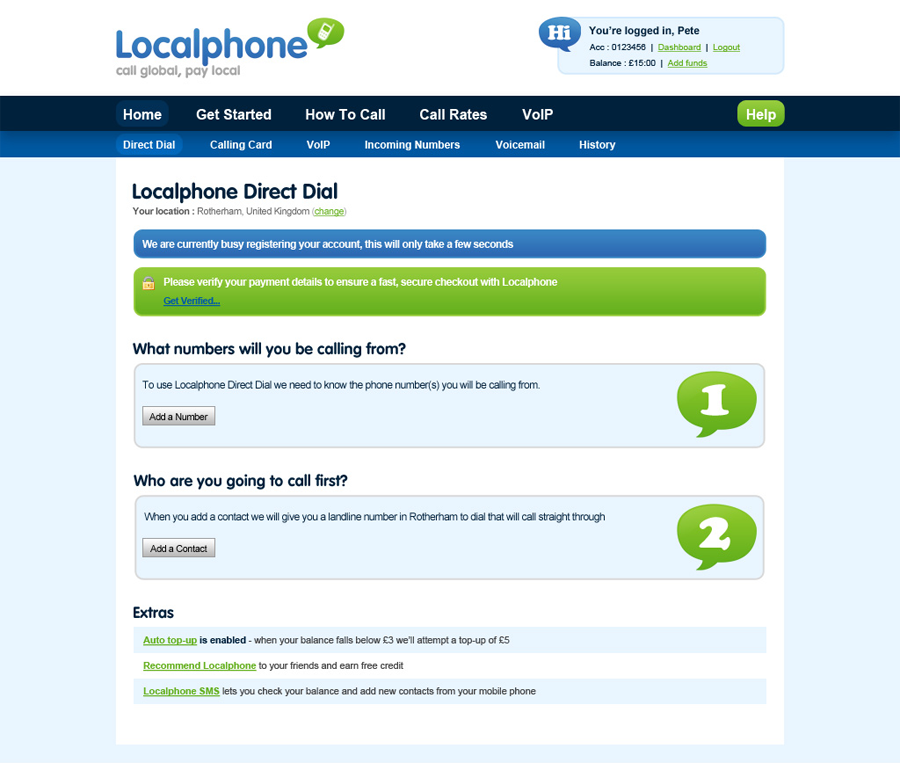 Localphone
call global, pay local
Hi
You're logged in, Pete
Acc : 0123456 | Dashboard | Logout
Balance : £15:00 | Add funds
Home Get Started How To Call Call Rates VoIP Help
Direct Dial Calling Card VoIP Incoming Numbers Voicemail History
Localphone Direct Dial
Your location : Rotherham, United Kingdom (change)
We are currently busy registering your account, this will only take a few seconds
Please verify your payment details to ensure a fast, secure checkout with Localphone
Get Verified...
What numbers will you be calling from?
To use Localphone Direct Dial we need to know the phone number(s) you will be calling from.
Add a Number
1
Who are you going to call first?
When you add a contact we will give you a landline number in Rotherham to dial that will call straight through
Add a Contact
2
Extras
Auto top-up is enabled - when your balance falls below £3 we'll attempt a top-up of £5
Recommend Localphone to your friends and earn free credit
Localphone SMS lets you check your balance and add new contacts from your mobile phone